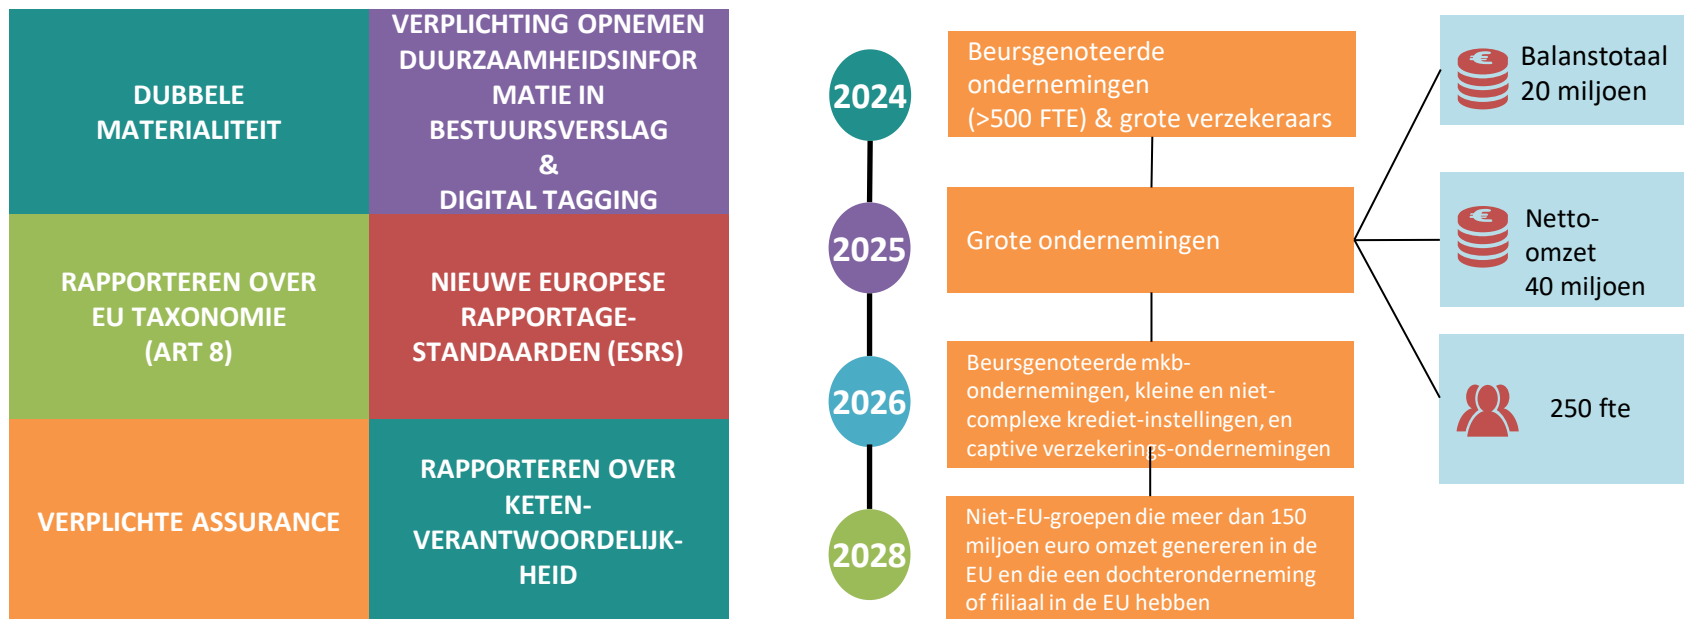 DUBBELE
MATERIALITEIT
VERPLICHTING OPNEMEN
DUURZAAMHEIDSINFOR
MATIE IN
BESTUURSVERSLAG
&
DIGITAL TAGGING
RAPPORTEREN OVER
EU TAXONOMIE
(ART 8)
NIEUWE EUROPESE
RAPPORTAGE-
STANDAARDEN (ESRS)
VERPLICHTE ASSURANCE
RAPPORTEREN OVER
KETEN-
VERANTWOORDELIJK-
HEID
2024
Beursgenoteerde
ondernemingen
(>500 FTE) & grote verzekeraars
2025
Grote ondernemingen
2026
Beursgenoteerde mkb-
ondernemingen, kleine en niet-
complexe krediet-instellingen, en
captive verzekerings-ondernemingen
2028
Niet-EU-groepen die meer dan 150
miljoen euro omzet genereren in de
EU en die een dochteronderneming
of filiaal in de EU hebben
€
Balanstotaal
20 miljoen
€
Netto-
omzet
40 miljoen
250 fte